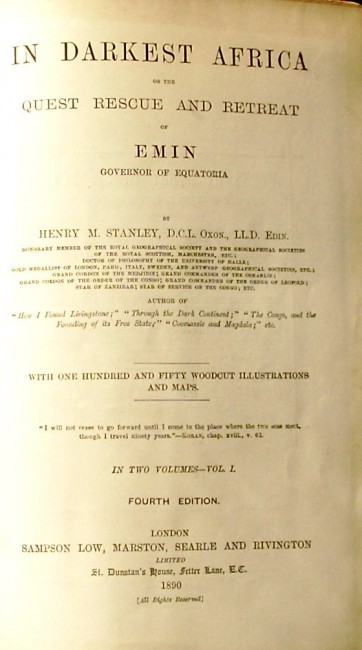 IN DARKEST AFRICA
OR THE
QUEST RESCUE AND RETREAT
OF
EMIN
GOVERNOR OF EQUATORIA
BY
HENRY M. STANLEY, D.C.L. OXON., LL.D. EDIN.
HONORARY MEMBER OF THE ROYAL GEOGRAPHICAL SOCIETY AND THE GEOGRAPHICAL SOCIETIES
OF THE ROYAL SCOTTISH, MANCHESTER, ETC.;
DOCTOR OF PHILOSOPHY OF THE UNIVERSITY OF HALLE;
GOLD MEDALLIST OF LONDON, PARIS, ITALY, SWEDEN, AND ANTWERP GEOGRAPHICAL SOCIETIES, ETC.;
GRAND CORDON OF THE MEDJIDIE; GRAND COMMANDER OF THE OSMANLIE;
GRAND CORDON OF THE ORDER OF THE CONGO; GRAND COMMANDER OF THE ORDER OF LEOPOLD;
STAR OF ZANZIBAR; STAR OF SERVICE ON THE CONGO; ETC.
AUTHOR OF
"How I Found Livingstone;" "Through the Dark Continent;" "The Congo, and the
Founding of its Free State;" "Coomassie and Magdala;" etc.
WITH ONE HUNDRED AND FIFTY WOODCUT ILLUSTRATIONS
AND MAPS.
"I will not cease to go forward until I come to the place where the two seas meet,
though I travel ninety years."—KORAN, chap. xviii., v. 62.
IN TWO VOLUMES—VOL. I.
FOURTH EDITION.
LONDON
SAMPSON LOW, MARSTON, SEARLE AND RIVINGTON
LIMITED
St. Dunstan's House, Fetter Lane, E.C.
1890
[All Rights Reserved]